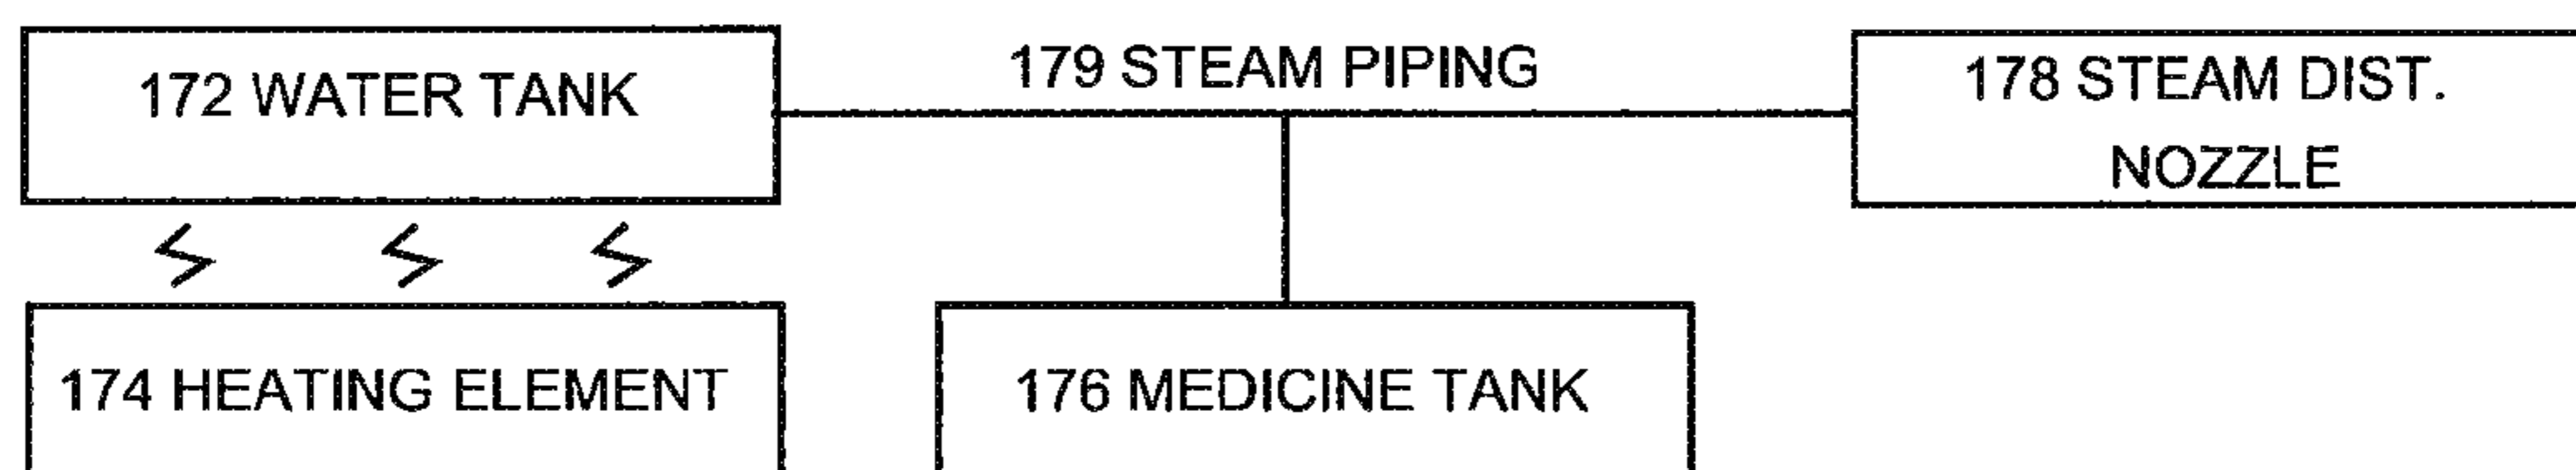 172 WATER TANK
179 STEAM PIPING
178 STEAM DIST.
NOZZLE
174 HEATING ELEMENT
176 MEDICINE TANK